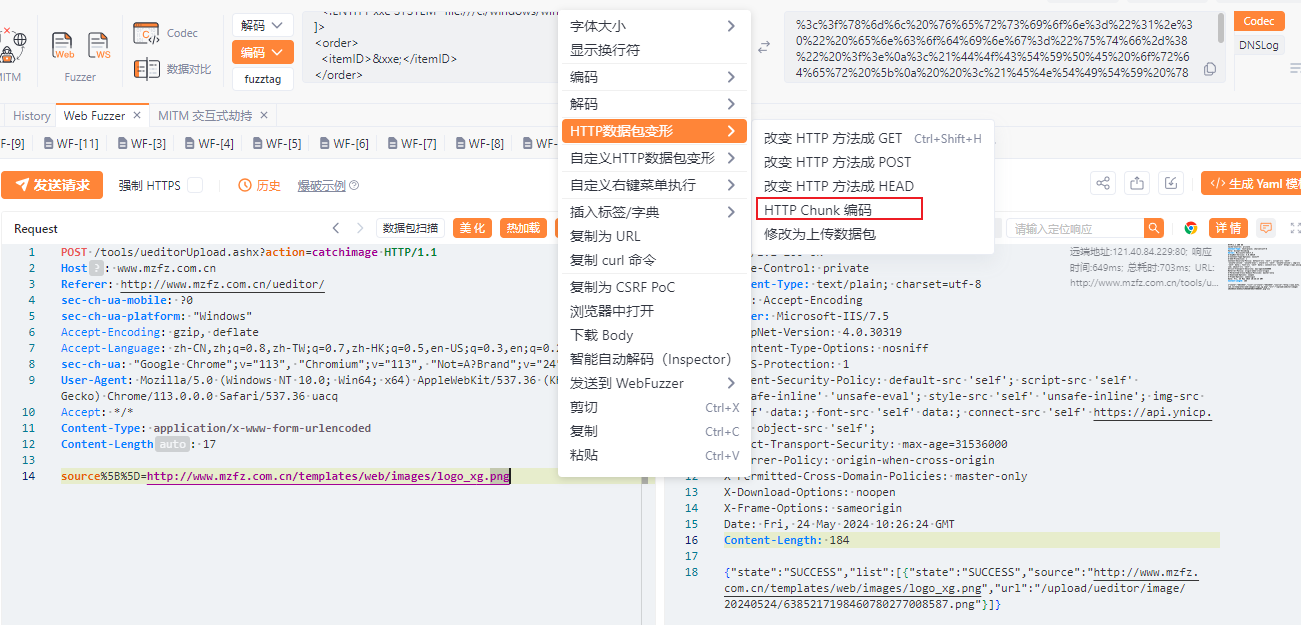 MITM
Web
WS
Fuzzer
Codec
数据对比
解码
编码
fuzztag
]>
<order>
<itemID>&xxe;</itemID>
</order>
%3c%3f%78%6d%6c%20%76%65%72%73%69%6f%6e%3d%22%31%2e%3
0%22%20%65%6e%63%6f%64%69%6e%67%3d%22%75%74%66%2d%38
%22%20%3f%3e%0a%3c%21%44%4f%43%54%59%50%45%20%6f%72%6
4%65%72%20%5b%0a%20%20%3c%21%45%4e%54%49%54%59%20%78
Codec
DNSLog
History
Web Fuzzer ×
MITM 交互式劫持 ×
F-[9]
WF-[11]
WF-[3]
WF-[4]
WF-[5]
WF-[6]
WF-[7]
WF-[8]
WF-
发送请求
强制 HTTPS
历史
爆破示例
</> 生成 Yaml 模板
Request
数据包扫描
美化
热加载
请输入定位响应
详情
1 POST /tools/ueditorUpload.ashx?action=catchimage HTTP/1.1
2 Host ? : www.mzfz.com.cn
3 Referer: http://www.mzfz.com.cn/ueditor/
4 sec-ch-ua-mobile: ?0
5 sec-ch-ua-platform: "Windows"
6 Accept-Encoding: gzip, deflate
7 Accept-Language: zh-CN,zh;q=0.8,zh-TW;q=0.7,zh-HK;q=0.5,en-US;q=0.3,en;q=0.2
8 sec-ch-ua: "Google Chrome";v="113", "Chromium";v="113", "Not=A?Brand";v="24"
9 User-Agent: Mozilla/5.0 (Windows NT 10.0; Win64; x64) AppleWebKit/537.36 (KH
Gecko) Chrome/113.0.0.0 Safari/537.36 uacq
10 Accept: */*
11 Content-Type: application/x-www-form-urlencoded
12 Content-Length auto : 17
13
14 source%5B%5D=http://www.mzfz.com.cn/templates/web/images/logo_xg.png
字体大小
显示换行符
编码
解码
HTTP数据包变形
自定义HTTP数据包变形
自定义右键菜单执行
插入标签/字典
复制为 URL
复制 curl 命令
复制为 CSRF PoC
浏览器中打开
下载 Body
智能自动解码（Inspector）
发送到 WebFuzzer
剪切 Ctrl+X
复制 Ctrl+C
粘贴 Ctrl+V
改变 HTTP 方法成 GET Ctrl+Shift+H
改变 HTTP 方法成 POST
改变 HTTP 方法成 HEAD
HTTP Chunk 编码
修改为上传数据包
远端地址:121.40.84.229:80; 响应
时间:649ms; 总耗时:703ms; URL:
http://www.mzfz.com.cn/tools/u...
e-Control: private
ent-Type: text/plain; charset=utf-8
: Accept-Encoding
er: Microsoft-IIS/7.5
pNet-Version: 4.0.30319
ntent-Type-Options: nosniff
S-Protection: 1
ent-Security-Policy: default-src 'self'; script-src 'self'
afe-inline' 'unsafe-eval'; style-src 'self' 'unsafe-inline'; img-src
f' data:; font-src 'self' data:; connect-src 'self' https://api.ynicp.
object-src 'self';
ct-Transport-Security: max-age=31536000
rrer-Policy: origin-when-cross-origin
12 X-Permitted-Cross-Domain-Policies: master-only
13 X-Download-Options: noopen
14 X-Frame-Options: sameorigin
15 Date: Fri, 24 May 2024 10:26:24 GMT
16 Content-Length: 184
17
18 {"state":"SUCCESS","list":[{"state":"SUCCESS","source":"http://www.mzfz.
com.cn/templates/web/images/logo_xg.png","url":"/upload/ueditor/image/
20240524/6385217198460780277008587.png"}]}